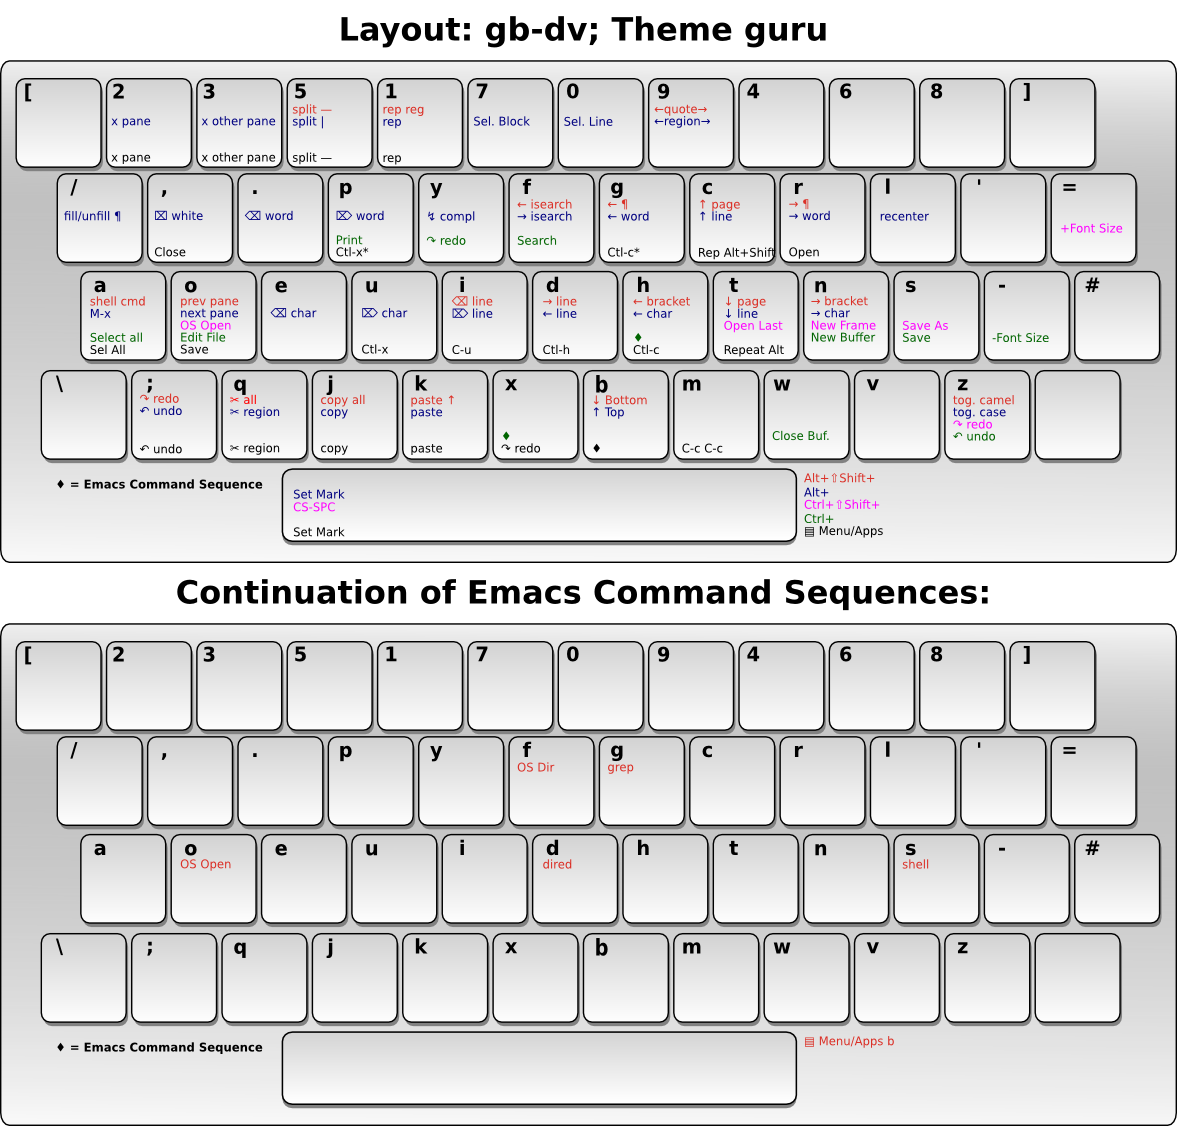 Layout: gb-dv; Theme guru
[ 2 3 5 1 7 0 9 4 6 8 ]
split — rep reg ←quote→
x pane x other pane split | rep Sel. Block Sel. Line ←region→
x pane x other pane split — rep
/ , . p y f g c r l ' =
← isearch ← ¶ ↑ page → ¶
fill/unfill ¶ ⌧ white ⌫ word ⌦ word ↯ compl → isearch ← word ↑ line → word recenter
+Font Size
Print ↷ redo Search
Close Ctl-x* Ctl-c* Rep Alt+Shift Open
a o e u i d h t n s - #
shell cmd prev pane ⌫ line → line ← bracket ↓ page → bracket
M-x next pane ⌫ char ⌦ char ⌦ line ← line ← char ↓ line → char
OS Open Open Last New Frame Save As
Select all Edit File ♦ New Buffer Save -Font Size
Sel All Save Ctl-x C-u Ctl-h Ctl-c Repeat Alt
\ ; q j k x b m w v z
↷ redo ✂ all copy all paste ↑ ↓ Bottom tog. camel
↶ undo ✂ region copy paste ↑ Top tog. case
↷ redo
♦ Close Buf. ↶ undo
↶ undo ✂ region copy paste ↷ redo ♦ C-c C-c
♦ = Emacs Command Sequence
Set Mark
CS-SPC
Set Mark
Alt+⇧Shift+
Alt+
Ctrl+⇧Shift+
Ctrl+
▤ Menu/Apps
Continuation of Emacs Command Sequences:
[ 2 3 5 1 7 0 9 4 6 8 ]
/ , . p y f g c r l ' =
OS Dir grep
a o e u i d h t n s - #
OS Open dired shell
\ ; q j k x b m w v z
♦ = Emacs Command Sequence
▤ Menu/Apps b